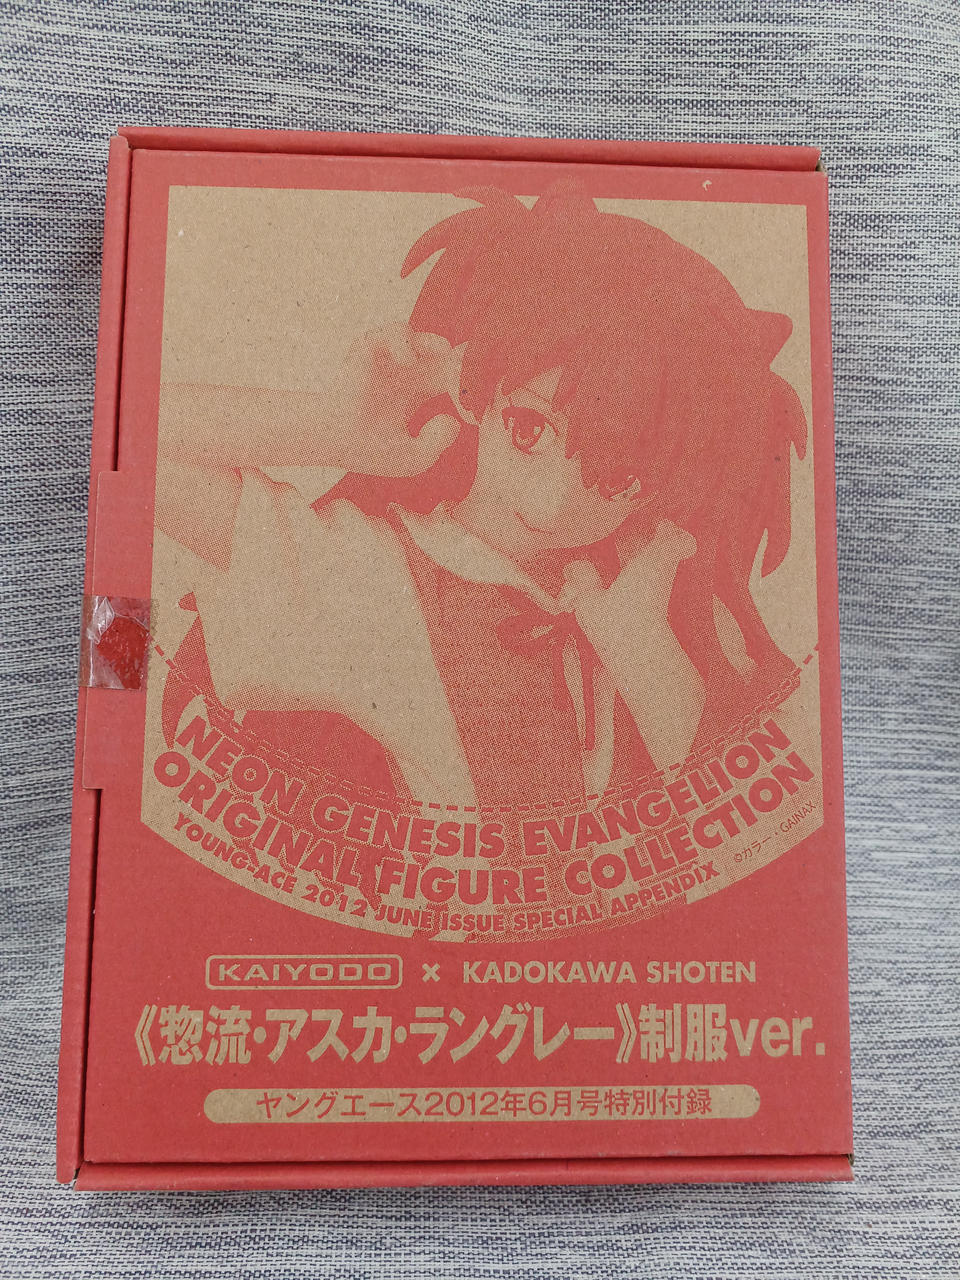 NEON GENESIS EVANGELION
ORIGINAL FIGURE COLLECTION
YOUNG-ACE 2012 JUNE ISSUE SPECIAL APPENDIX
©カラー・GAINAX
KAIYODO × KADOKAWA SHOTEN
《惣流・アスカ・ラングレー》制服ver.
ヤングエース2012年6月号特別付録